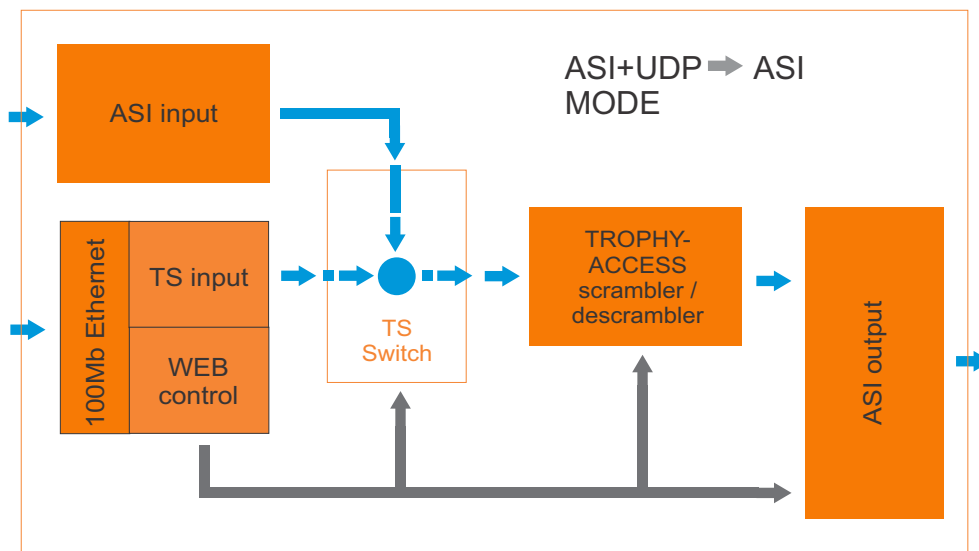 ASI input
ASI+UDP ASI
MODE
100Mb Ethernet
TS input
WEB
control
TS
Switch
TROPHY-
ACCESS
scrambler /
descrambler
ASI output